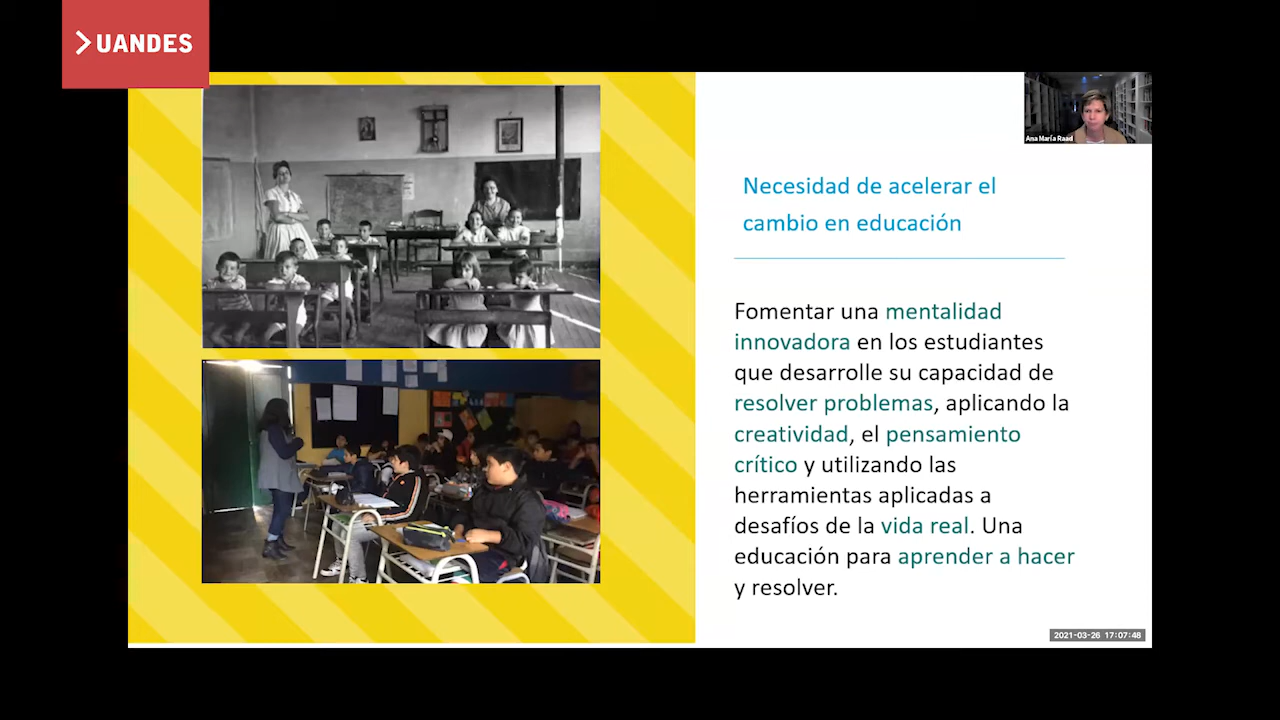 >UANDES
Ana María Raad
Necesidad de acelerar el
cambio en educación
Fomentar una mentalidad
innovadora en los estudiantes
que desarrolle su capacidad de
resolver problemas, aplicando la
creatividad, el pensamiento
crítico y utilizando las
herramientas aplicadas a
desafíos de la vida real. Una
educación para aprender a hacer
y resolver.
2021-03-26 17:07:48